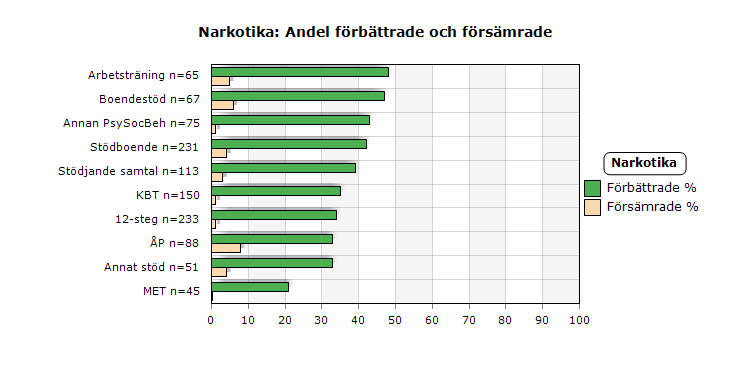 Narkotika: Andel förbättrade och försämrade
Arbetsträning n=65
Boendestöd n=67
Annan PsySocBeh n=75
Stödboende n=231
Stödjande samtal n=113
KBT n=150
12-steg n=233
ÅP n=88
Annat stöd n=51
MET n=45
0 10 20 30 40 50 60 70 80 90 100
Narkotika
Förbättrade %
Försämrade %